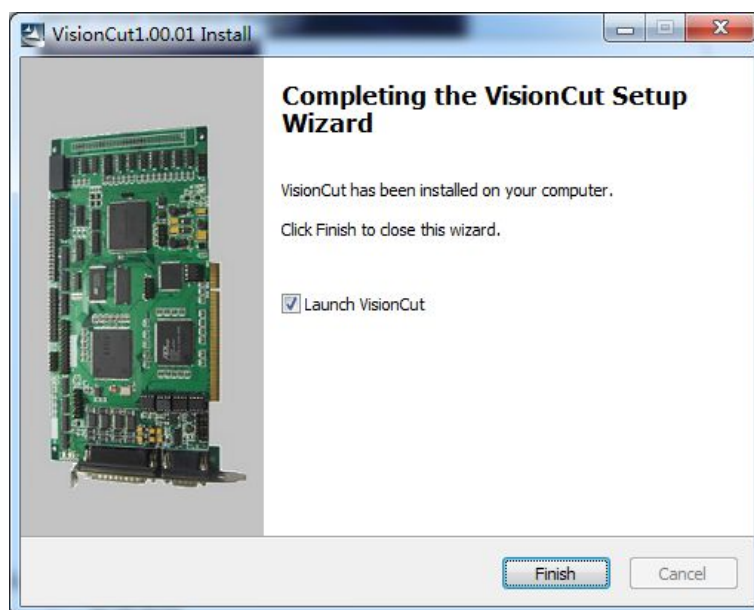 VisionCut1.00.01 Install
Completing the VisionCut Setup
Wizard
VisionCut has been installed on your computer.
Click Finish to close this wizard.
Launch VisionCut
Finish
Cancel